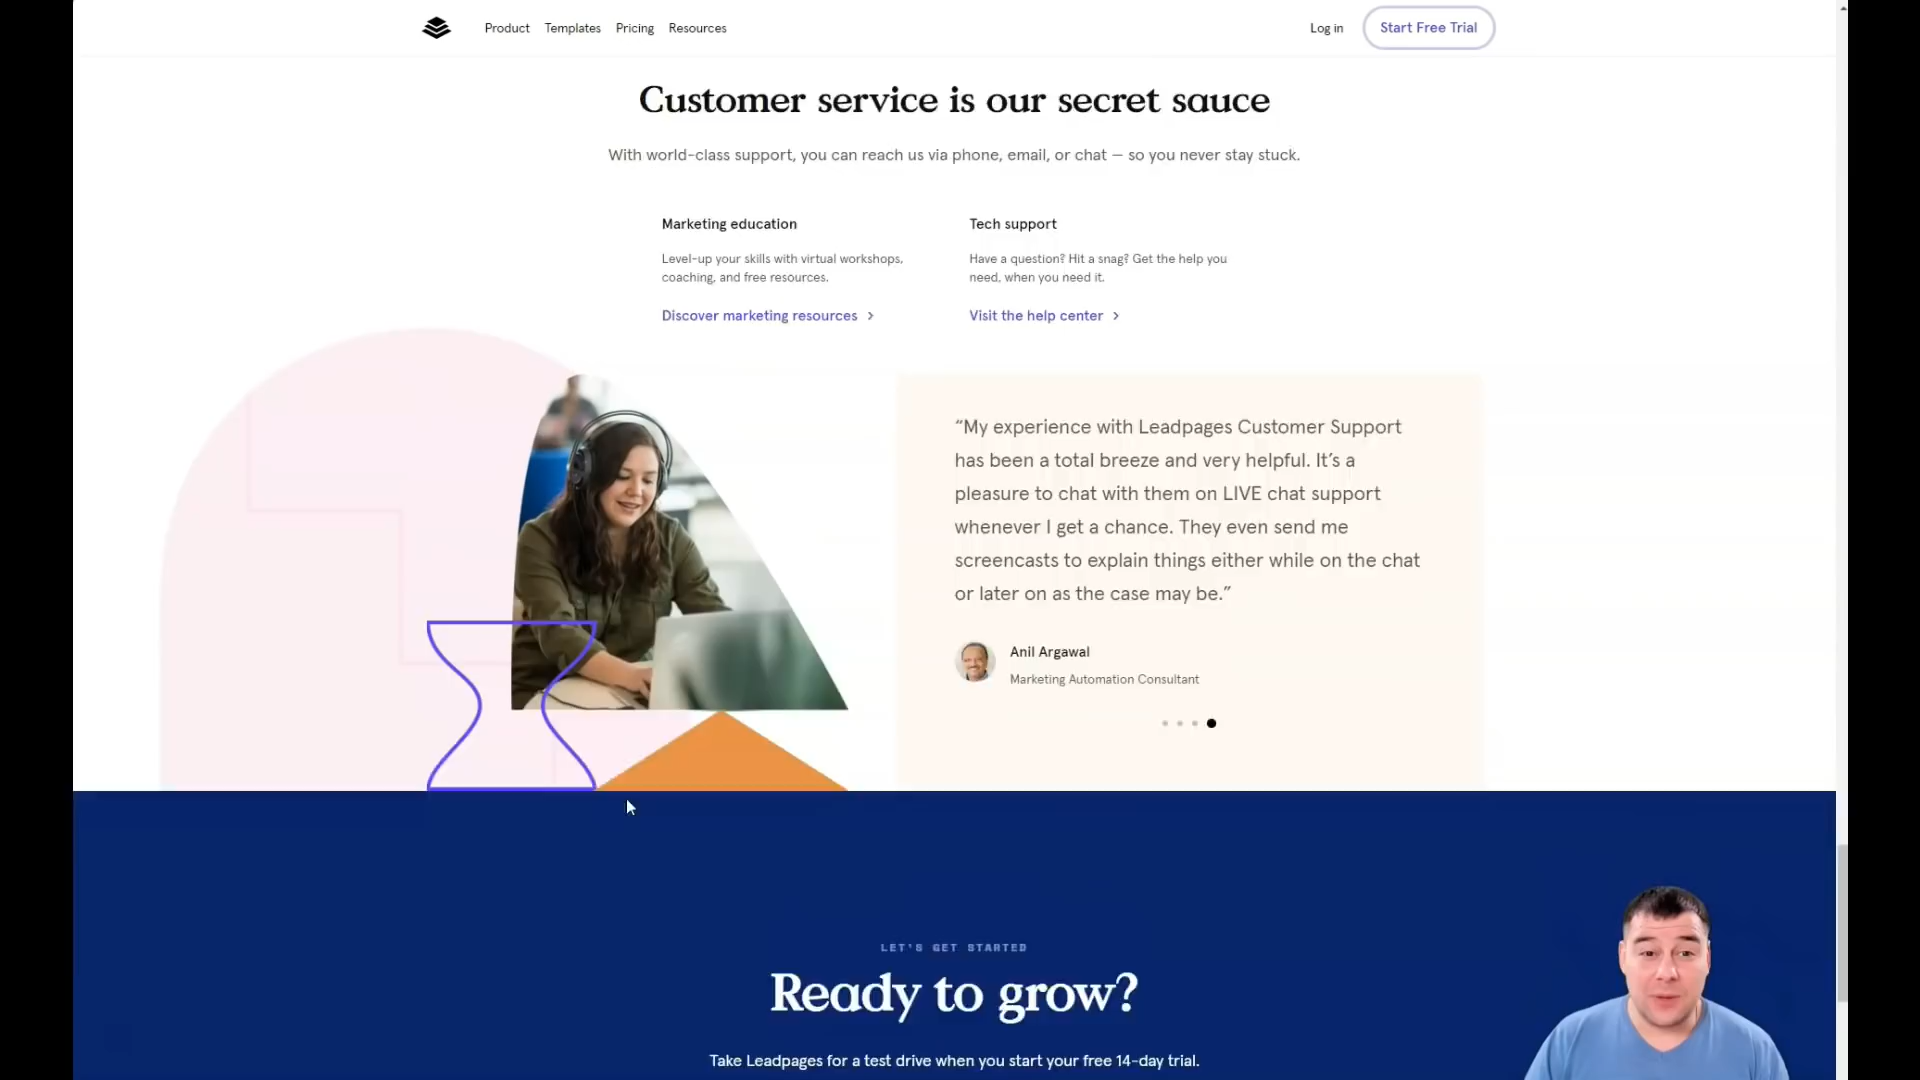 Product Templates Pricing Resources Log in Start Free Trial
Customer service is our secret sauce
With world-class support, you can reach us via phone, email, or chat — so you never stay stuck.
Marketing education
Level-up your skills with virtual workshops,
coaching, and free resources.
Discover marketing resources
Tech support
Have a question? Hit a snag? Get the help you
need, when you need it.
Visit the help center
“My experience with Leadpages Customer Support
has been a total breeze and very helpful. It’s a
pleasure to chat with them on LIVE chat support
whenever I get a chance. They even send me
screencasts to explain things either while on the chat
or later on as the case may be.”
Anil Argawal
Marketing Automation Consultant
LET'S GET STARTED
Ready to grow?
Take Leadpages for a test drive when you start your free 14-day trial.